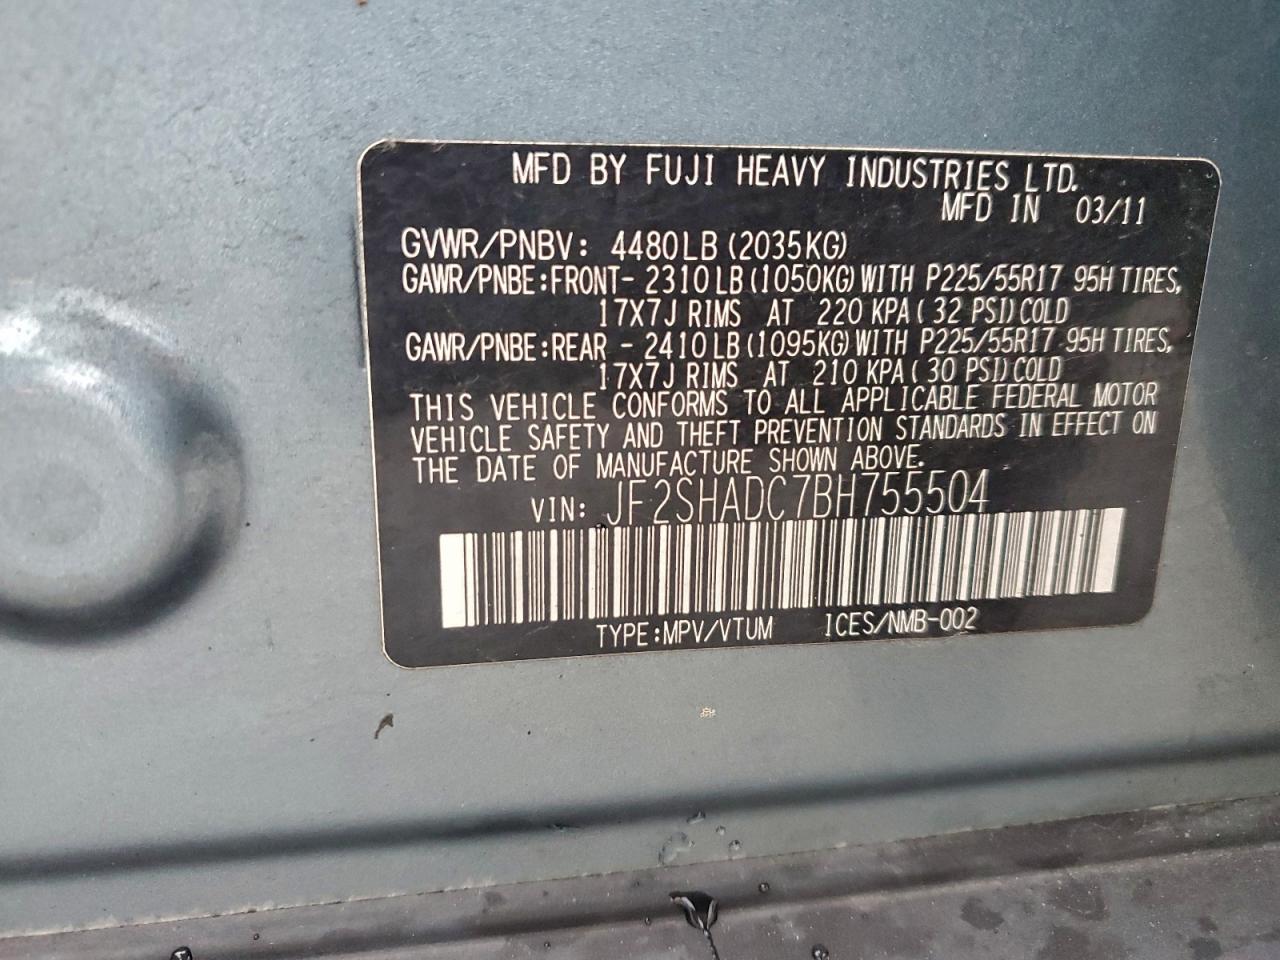 MFD BY FUJI HEAVY INDUSTRIES LTD.
MFD IN 03/11
GVWR/PNBV: 4480LB(2035KG)
GAWR/PNBE:FRONT- 2310LB(1050KG)WITH P225/55R17 95H TIRES,
17X7J RIMS AT 220 KPA( 32 PSI)COLD
GAWR/PNBE:REAR - 2410LB(1095KG)WITH P225/55R17 95H TIRES,
17X7J RIMS AT 210 KPA( 30 PSI)COLD
THIS VEHICLE CONFORMS TO ALL APPLICABLE FEDERAL MOTOR
VEHICLE SAFETY AND THEFT PREVENTION STANDARDS IN EFFECT ON
THE DATE OF MANUFACTURE SHOWN ABOVE.
VIN: JF2SHADC7BH755504
TYPE:MPV/VTUM ICES/NMB-002